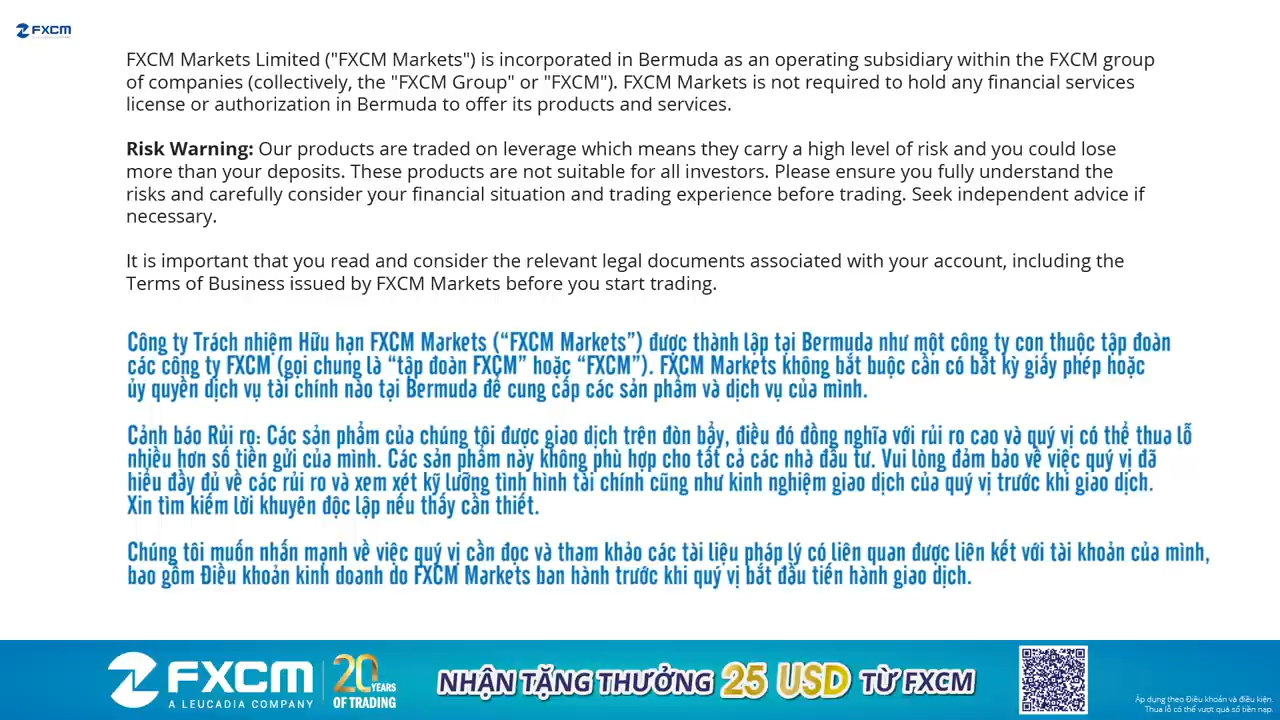 FXCM
FXCM Markets Limited ("FXCM Markets") is incorporated in Bermuda as an operating subsidiary within the FXCM group
of companies (collectively, the "FXCM Group" or "FXCM"). FXCM Markets is not required to hold any financial services
license or authorization in Bermuda to offer its products and services.
Risk Warning: Our products are traded on leverage which means they carry a high level of risk and you could lose
more than your deposits. These products are not suitable for all investors. Please ensure you fully understand the
risks and carefully consider your financial situation and trading experience before trading. Seek independent advice if
necessary.
It is important that you read and consider the relevant legal documents associated with your account, including the
Terms of Business issued by FXCM Markets before you start trading.
Công ty Trách nhiệm Hữu hạn FXCM Markets (“FXCM Markets”) được thành lập tại Bermuda như một công ty con thuộc tập đoàn
các công ty FXCM (gọi chung là “tập đoàn FXCM” hoặc “FXCM”). FXCM Markets không bắt buộc cần có bất kỳ giấy phép hoặc
ủy quyền dịch vụ tài chính nào tại Bermuda để cung cấp các sản phẩm và dịch vụ của mình.
Cảnh báo Rủi ro: Các sản phẩm của chúng tôi được giao dịch trên đòn bẩy, điều đó đồng nghĩa với rủi ro cao và quý vị có thể thua lỗ
nhiều hơn số tiền gửi của mình. Các sản phẩm này không phù hợp cho tất cả các nhà đầu tư. Vui lòng đảm bảo về việc quý vị đã
hiểu đầy đủ về các rủi ro và xem xét kỹ lưỡng tình hình tài chính cũng như kinh nghiệm giao dịch của quý vị trước khi giao dịch.
Xin tìm kiếm lời khuyên độc lập nếu thấy cần thiết.
Chúng tôi muốn nhấn mạnh về việc quý vị cần đọc và tham khảo các tài liệu pháp lý có liên quan được liên kết với tài khoản của mình,
bao gồm Điều khoản kinh doanh do FXCM Markets ban hành trước khi quý vị bắt đầu tiến hành giao dịch.
FXCM
A LEUCADIA COMPANY
20 YEARS
OF TRADING
NHẬN TẶNG THƯỞNG 25 USD TỪ FXCM
Áp dụng theo Điều khoản và điều kiện.
Thua lỗ có thể vượt quá số tiền nạp.